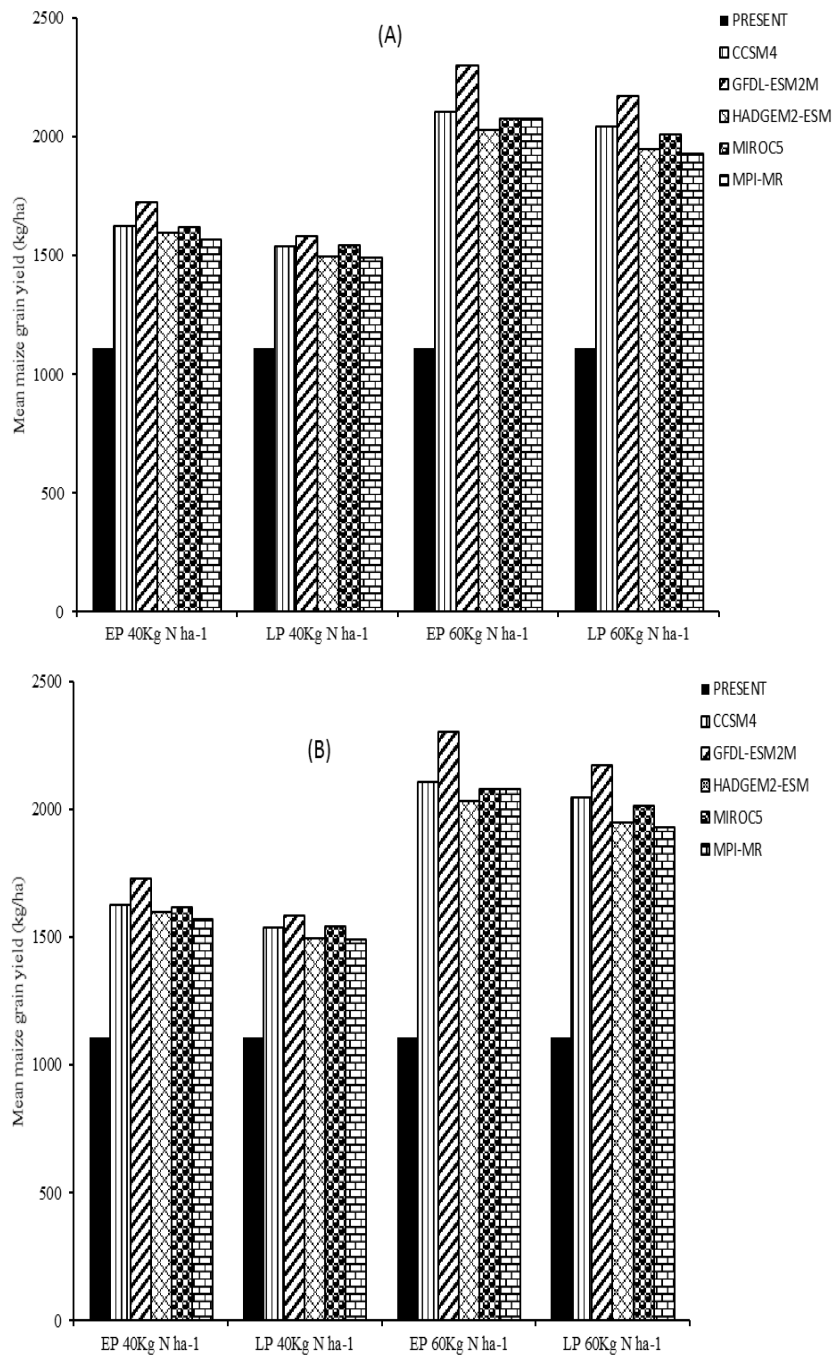 2500
2000
1500
1000
500
0
Mean maize grain yield (kg/ha)
(A)
PRESENT
CCSM4
GFDL-ESM2M
HADGEM2-ESM
MIROC5
MPI-MR
EP 40Kg N ha-1
LP 40Kg N ha-1
EP 60Kg N ha-1
LP 60Kg N ha-1
2500
2000
1500
1000
500
0
Mean maize grain yield (kg/ha)
(B)
PRESENT
CCSM4
GFDL-ESM2M
HADGEM2-ESM
MIROC5
MPI-MR
EP 40Kg N ha-1
LP 40Kg N ha-1
EP 60Kg N ha-1
LP 60Kg N ha-1